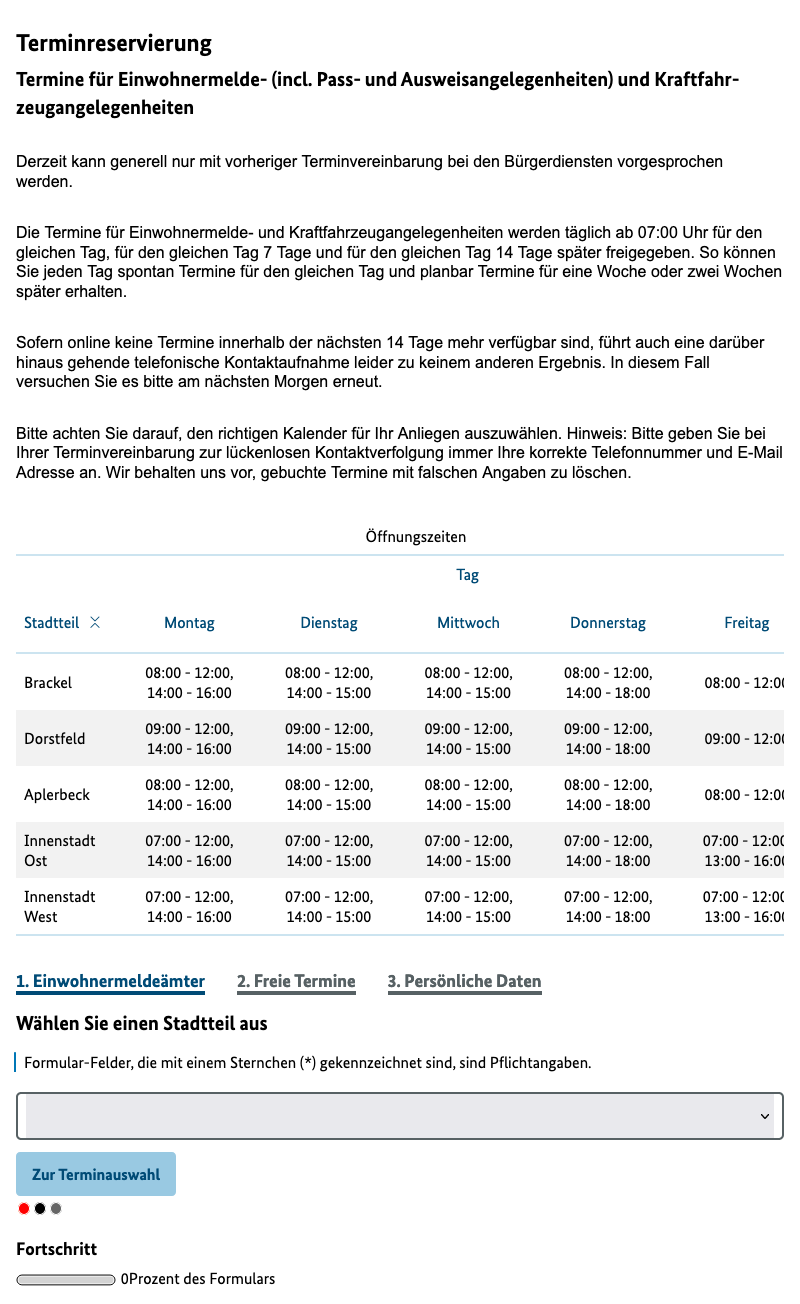 Terminreservierung
Termine für Einwohnermelde- (incl. Pass- und Ausweisangelegenheiten) und Kraftfahr-
zeugangelegenheiten
Derzeit kann generell nur mit vorheriger Terminvereinbarung bei den Bürgerdiensten vorgesprochen
werden.
Die Termine für Einwohnermelde- und Kraftfahrzeugangelegenheiten werden täglich ab 07:00 Uhr für den
gleichen Tag, für den gleichen Tag 7 Tage und für den gleichen Tag 14 Tage später freigegeben. So können
Sie jeden Tag spontan Termine für den gleichen Tag und planbar Termine für eine Woche oder zwei Wochen
später erhalten.
Sofern online keine Termine innerhalb der nächsten 14 Tage mehr verfügbar sind, führt auch eine darüber
hinaus gehende telefonische Kontaktaufnahme leider zu keinem anderen Ergebnis. In diesem Fall
versuchen Sie es bitte am nächsten Morgen erneut.
Bitte achten Sie darauf, den richtigen Kalender für Ihr Anliegen auszuwählen. Hinweis: Bitte geben Sie bei
Ihrer Terminvereinbarung zur lückenlosen Kontaktverfolgung immer Ihre korrekte Telefonnummer und E-Mail
Adresse an. Wir behalten uns vor, gebuchte Termine mit falschen Angaben zu löschen.
Öffnungszeiten
Tag
Stadtteil Montag Dienstag Mittwoch Donnerstag Freitag
Brackel 08:00 - 12:00, 08:00 - 12:00, 08:00 - 12:00, 08:00 - 12:00, 08:00 - 12:00
14:00 - 16:00 14:00 - 15:00 14:00 - 15:00 14:00 - 18:00
Dorstfeld 09:00 - 12:00, 09:00 - 12:00, 09:00 - 12:00, 09:00 - 12:00, 09:00 - 12:00
14:00 - 16:00 14:00 - 15:00 14:00 - 15:00 14:00 - 18:00
Aplerbeck 08:00 - 12:00, 08:00 - 12:00, 08:00 - 12:00, 08:00 - 12:00, 08:00 - 12:00
14:00 - 16:00 14:00 - 15:00 14:00 - 15:00 14:00 - 18:00
Innenstadt 07:00 - 12:00, 07:00 - 12:00, 07:00 - 12:00, 07:00 - 12:00, 07:00 - 12:00
Ost 14:00 - 16:00 14:00 - 15:00 14:00 - 15:00 14:00 - 18:00 13:00 - 16:00
Innenstadt 07:00 - 12:00, 07:00 - 12:00, 07:00 - 12:00, 07:00 - 12:00, 07:00 - 12:00
West 14:00 - 16:00 14:00 - 15:00 14:00 - 15:00 14:00 - 18:00 13:00 - 16:00
1. Einwohnermeldeämter 2. Freie Termine 3. Persönliche Daten
Wählen Sie einen Stadtteil aus
Formular-Felder, die mit einem Sternchen (*) gekennzeichnet sind, sind Pflichtangaben.
Zur Terminauswahl
Fortschritt
0Prozent des Formulars